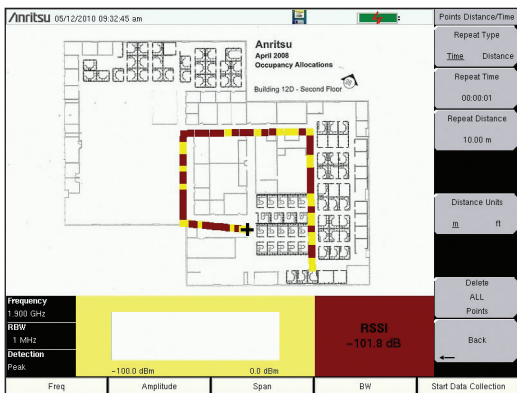 Anritsu 05/12/2010 09:32:45 am
Points Distance/Time
Repeat Type
Time Distance
Repeat Time
00:00:01
Repeat Distance
10.00 m
Distance Units
m ft
Delete
ALL
Points
Back
Anritsu
April 2008
Occupancy Allocations
Building 12D - Second Floor
Frequency
1.900 GHz
RBW
1 MHz
Detection
Peak
-100.0 dBm 0.0 dBm
RSSI
-101.8 dB
Freq Amplitude Span BW Start Data Collection